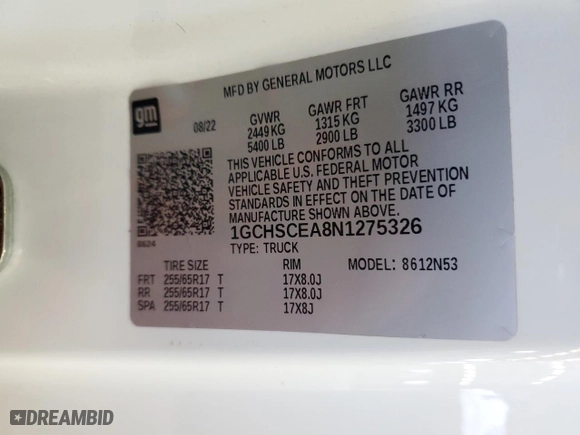 MFD BY GENERAL MOTORS LLC
gm
08/22
GVWR GAWR FRT GAWR RR
2449 KG 1315 KG 1497 KG
5400 LB 2900 LB 3300 LB
THIS VEHICLE CONFORMS TO ALL
APPLICABLE U.S. FEDERAL MOTOR
VEHICLE SAFETY AND THEFT PREVENTION
STANDARDS IN EFFECT ON THE DATE OF
MANUFACTURE SHOWN ABOVE.
8624
1GCHSCEA8N1275326
TYPE: TRUCK
TIRE SIZE RIM MODEL: 8612N53
FRT 255/65R17 T 17X8.0J
RR 255/65R17 T 17X8.0J
SPA 255/65R17 T 17X8J
DREAMBID